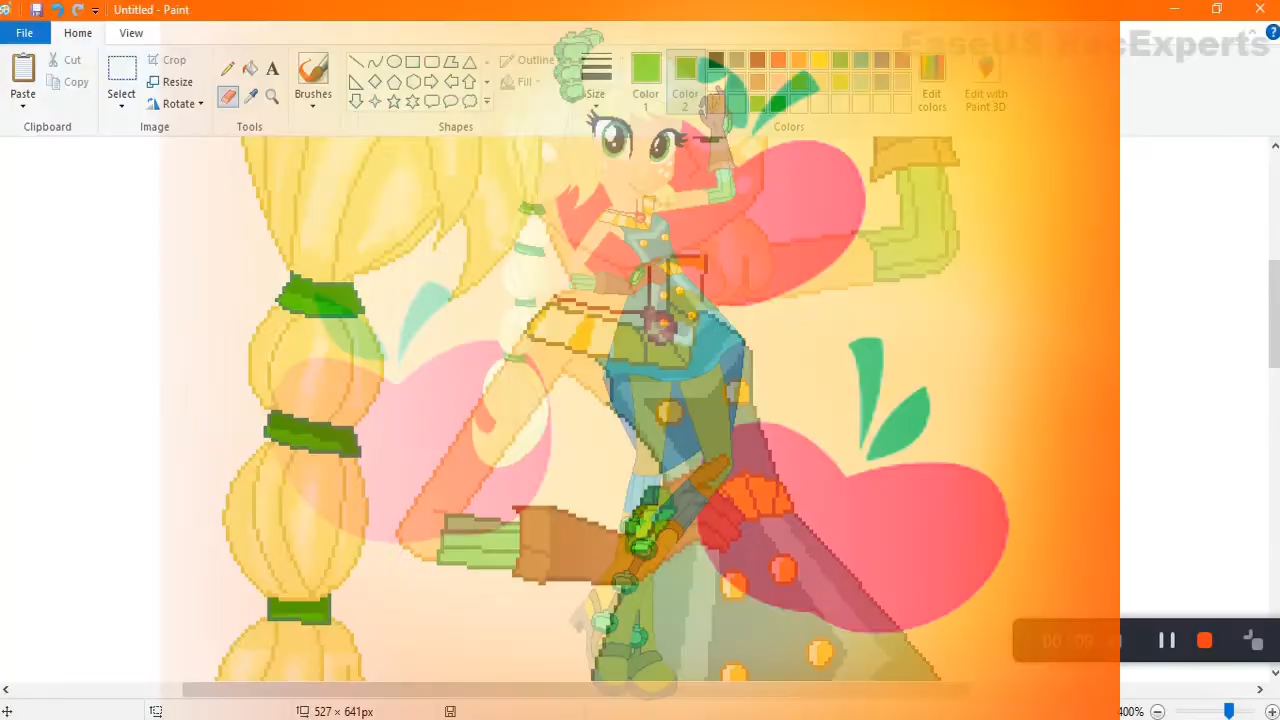 Untitled - Paint
File Home View
Paste
Cut
Copy
Clipboard
Select
Crop
Resize
Rotate
Image
Tools
Brushes
Outline
Fill
Shapes
Size
Color
1
Color
2
Edit
colors
Edit with
Paint 3D
Colors
EaseUS RecExperts
527 × 641px
400%